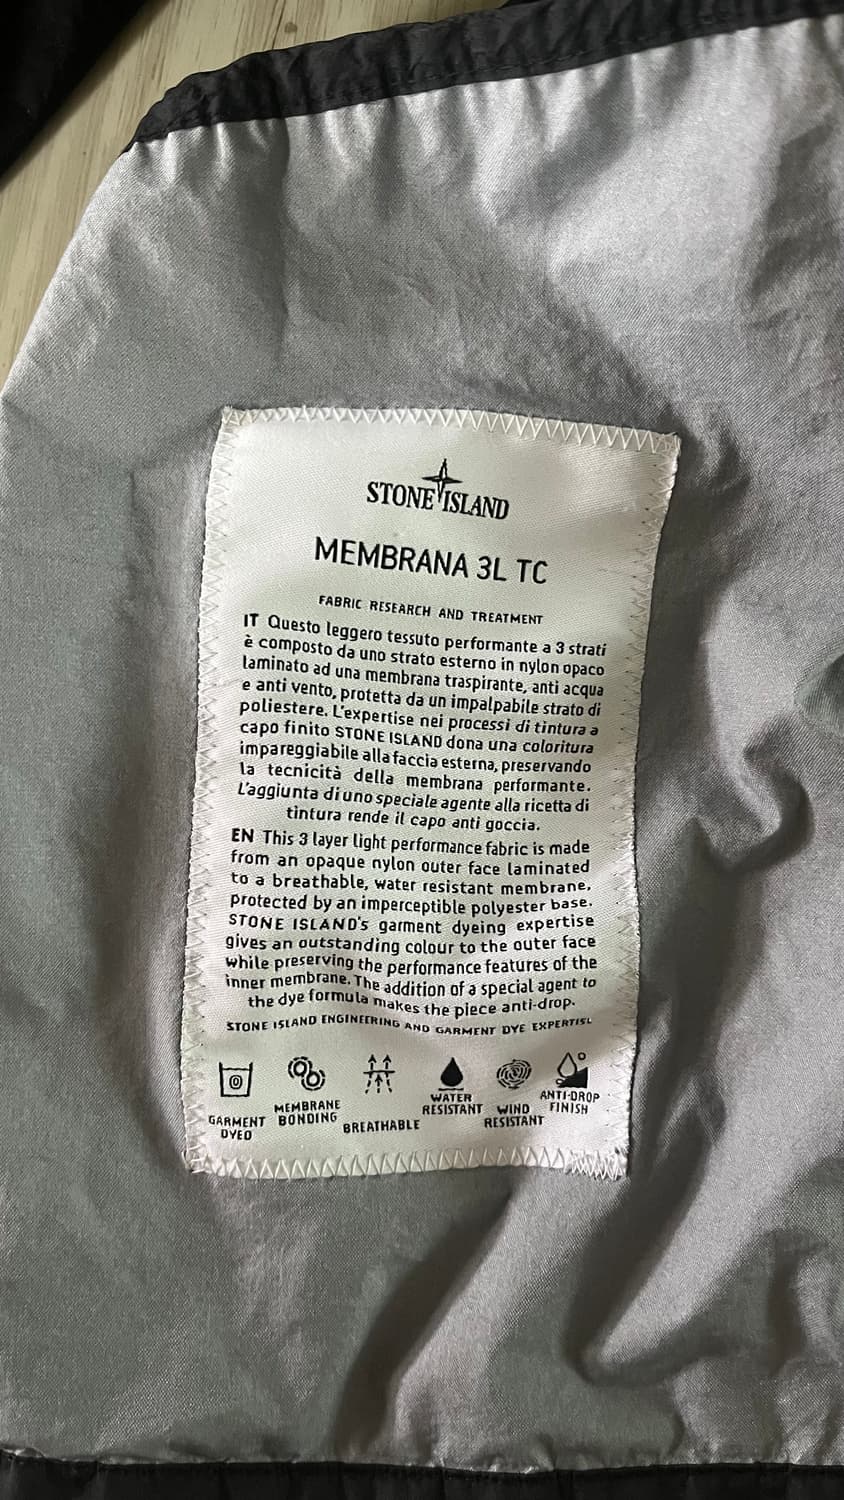 STONE ISLAND
MEMBRANA 3L TC
FABRIC RESEARCH AND TREATMENT
IT Questo leggero tessuto performante a 3 strati
è composto da uno strato esterno in nylon opaco
laminato ad una membrana traspirante, anti acqua
e anti vento, protetta da un impalpabile strato di
poliestere. L'expertise nei processi di tintura a
capo finito STONE ISLAND dona una coloritura
impareggiabile alla faccia esterna, preservando
la tecnicità della membrana performante.
L'aggiunta di uno speciale agente alla ricetta di
tintura rende il capo anti goccia.
EN This 3 layer light performance fabric is made
from an opaque nylon outer face laminated
to a breathable, water resistant membrane,
protected by an imperceptible polyester base.
STONE ISLAND's garment dyeing expertise
gives an outstanding colour to the outer face
while preserving the performance features of the
inner membrane. The addition of a special agent to
the dye formula makes the piece anti-drop.
STONE ISLAND ENGINEERING AND GARMENT DYE EXPERTISE
GARMENT DYED
MEMBRANE BONDING
BREATHABLE
WATER RESISTANT
WIND RESISTANT
ANTI-DROP FINISH